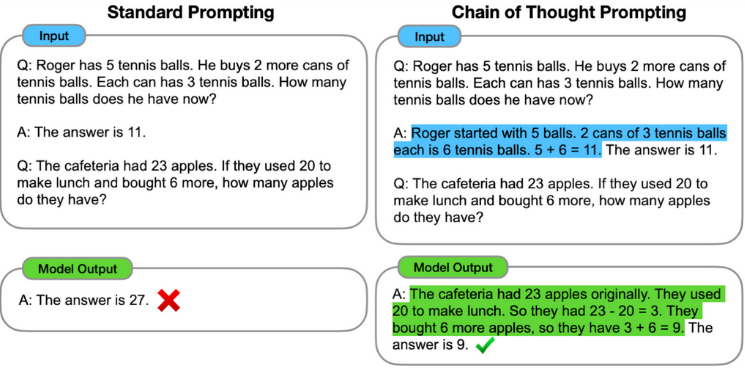 Standard Prompting
Input
Q: Roger has 5 tennis balls. He buys 2 more cans of
tennis balls. Each can has 3 tennis balls. How many
tennis balls does he have now?
A: The answer is 11.
Q: The cafeteria had 23 apples. If they used 20 to
make lunch and bought 6 more, how many apples
do they have?
Model Output
A: The answer is 27.
Chain of Thought Prompting
Input
Q: Roger has 5 tennis balls. He buys 2 more cans of
tennis balls. Each can has 3 tennis balls. How many
tennis balls does he have now?
A: Roger started with 5 balls. 2 cans of 3 tennis balls
each is 6 tennis balls. 5 + 6 = 11. The answer is 11.
Q: The cafeteria had 23 apples. If they used 20 to
make lunch and bought 6 more, how many apples
do they have?
Model Output
A: The cafeteria had 23 apples originally. They used
20 to make lunch. So they had 23 - 20 = 3. They
bought 6 more apples, so they have 3 + 6 = 9. The
answer is 9.